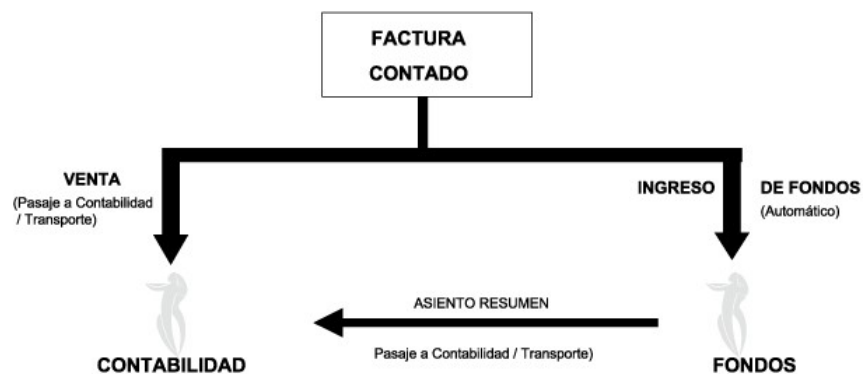 FACTURA
CONTADO
VENTA
(Pasaje a Contabilidad
/ Transporte)
INGRESO DE FONDOS
(Automático)
ASIENTO RESUMEN
Pasaje a Contabilidad / Transporte)
CONTABILIDAD
FONDOS